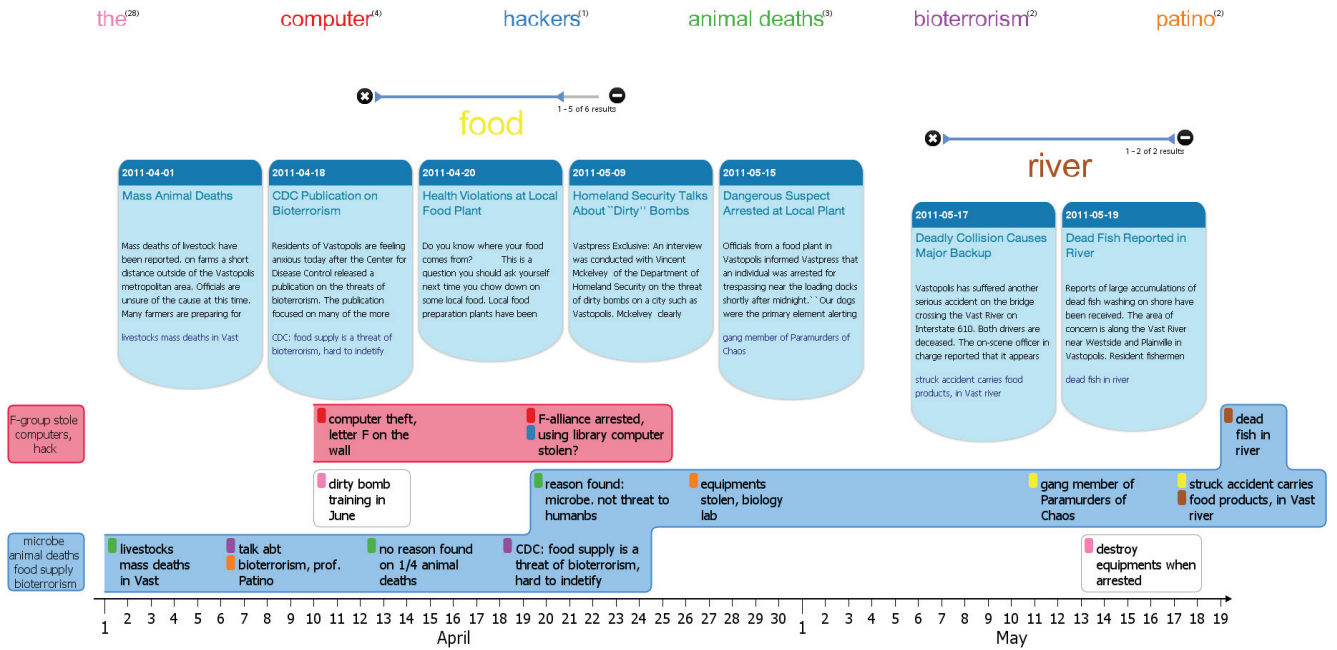 the(28)
computer(4)
hackers(1)
animal deaths(3)
bioterrorism(2)
patino(2)
1 - 5 of 6 results
food
1 - 2 of 2 results
river
2011-04-01
Mass Animal Deaths
Mass deaths of livestock have
been reported. on farms a short
distance outside of the Vastopolis
metropolitan area. Officials are
unsure of the cause at this time.
Many farmers are preparing for
livestocks mass deaths in Vast
2011-04-18
CDC Publication on
Bioterrorism
Residents of Vastopolis are feeling
anxious today after the Center for
Disease Control released a
publication on the threats of
bioterrorism. The publication
focused on many of the more
CDC: food supply is a threat of
bioterrorism, hard to indetify
2011-04-20
Health Violations at Local
Food Plant
Do you know where your food
comes from? This is a
question you should ask yourself
next time you chow down on
some local food. Local food
preparation plants have been
2011-05-09
Homeland Security Talks
About ``Dirty'' Bombs
Vastpress Exclusive: An interview
was conducted with Vincent
Mckelvey of the Department of
Homeland Security on the threat
of dirty bombs on a city such as
Vastopolis. Mckelvey clearly
2011-05-15
Dangerous Suspect
Arrested at Local Plant
Officials from a food plant in
Vastopolis informed Vastpress that
an individual was arrested for
trespassing near the loading docks
shortly after midnight.``Our dogs
were the primary element alerting
gang member of Paramurders of
Chaos
2011-05-17
Deadly Collision Causes
Major Backup
Vastopolis has suffered another
serious accident on the bridge
crossing the Vast River on
Interstate 610. Both drivers are
deceased. The on-scene officer in
charge reported that it appears
struck accident carries food
products, in Vast river
2011-05-19
Dead Fish Reported in
River
Reports of large accumulations of
dead fish washing on shore have
been received. The area of
concern is along the Vast River
near Westside and Plainville in
Vastopolis. Resident fishermen
dead fish in river
F-group stole
computers,
hack
computer theft,
letter F on the
wall
F-alliance arrested,
using library computer
stolen?
dead
fish in
river
dirty bomb
training in
June
reason found:
microbe. not threat to
humanbs
equipments
stolen, biology
lab
gang member of
Paramurders of
Chaos
struck accident carries
food products, in Vast
river
microbe
animal deaths
food supply
bioterrorism
livestocks
mass deaths
in Vast
talk abt
bioterrorism, prof.
Patino
no reason found
on 1/4 animal
deaths
CDC: food supply is a
threat of bioterrorism,
hard to indetify
destroy
equipments when
arrested
1 2 3 4 5 6 7 8 9 10 11 12 13 14 15 16 17 18 19 20 21 22 23 24 25 26 27 28 29 30 1 2 3 4 5 6 7 8 9 10 11 12 13 14 15 16 17 18 19
April
May